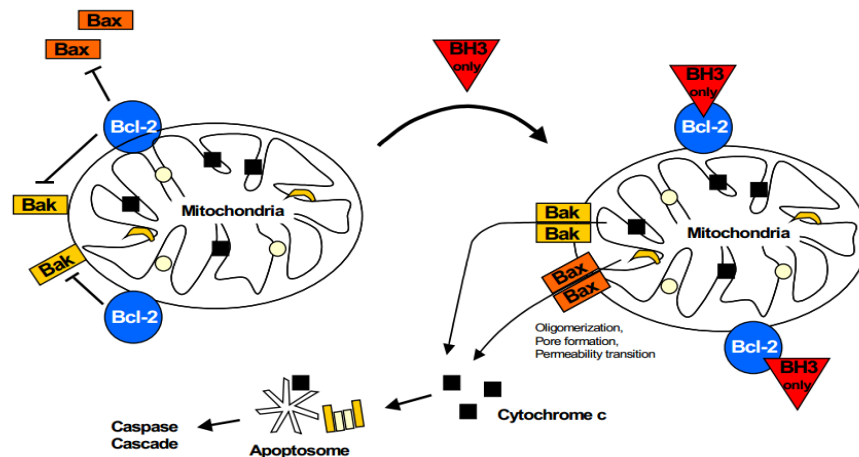 Bax
Bax
Bcl-2
Bak
Bak
Bcl-2
Mitochondria
BH3
only
BH3
only
Bcl-2
Bak
Bak
Bax
Bax
Mitochondria
Oligomerization,
Pore formation,
Permeability transition
Bcl-2
BH3
only
Cytochrome c
Apoptosome
Caspase
Cascade